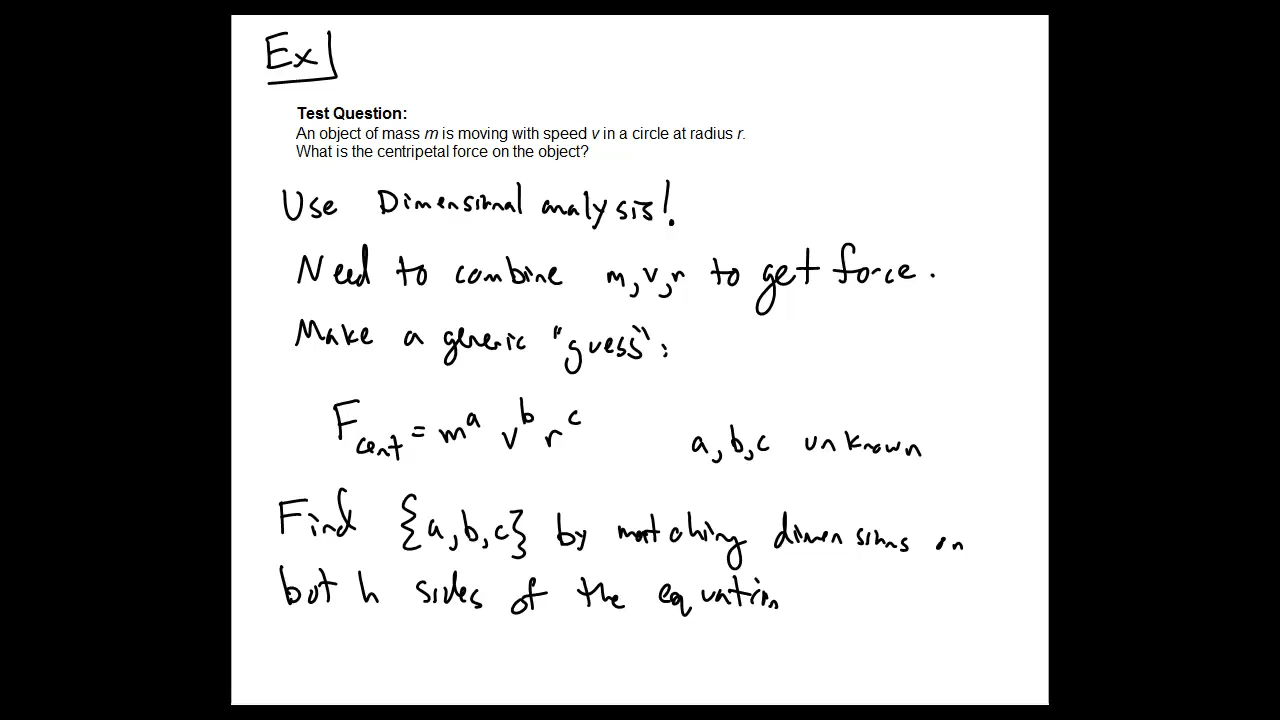 Ex
Test Question:
An object of mass m is moving with speed v in a circle at radius r.
What is the centripetal force on the object?
Use Dimensional analysis!
Need to combine m, v, r to get force.
Make a generic "guess":
F_cent = m^a v^b r^c a, b, c unknown
Find {a, b, c} by matching dimensions on
both sides of the equation